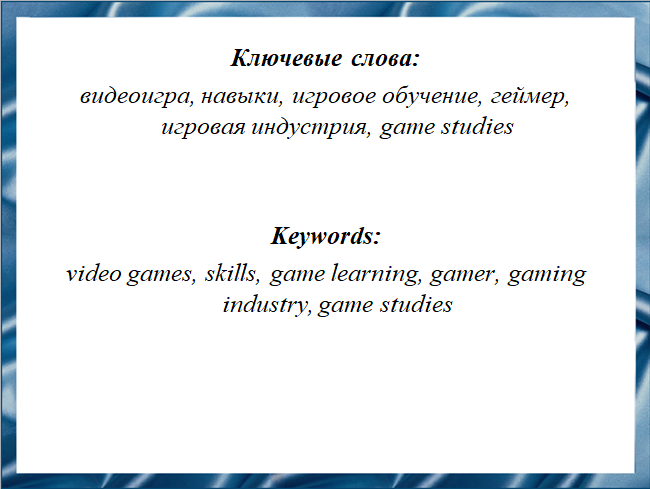 Ключевые слова:
видеоигра, навыки, игровое обучение, геймер,
игровая индустрия, game studies
Keywords:
video games, skills, game learning, gamer, gaming
industry, game studies